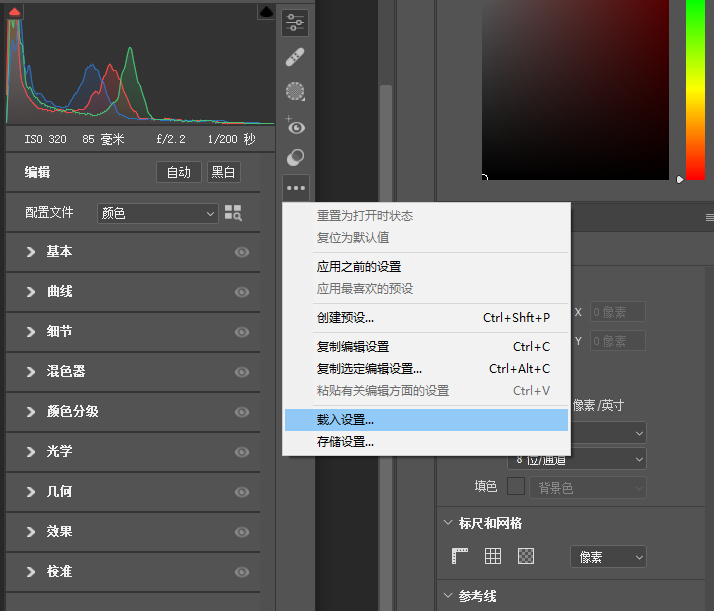 ISO 320 85 毫米 f/2.2 1/200 秒
编辑 自动 黑白
配置文件 颜色
基本
曲线
细节
混色器
颜色分级
光学
几何
效果
校准
重置为打开时状态
复位为默认值
应用之前的设置
应用最喜欢的预设
创建预设... Ctrl+Shft+P
复制编辑设置 Ctrl+C
复制选定编辑设置... Ctrl+Alt+C
粘贴有关编辑方面的设置 Ctrl+V
载入设置...
存储设置...
X 0 像素
Y 0 像素
像素/英寸
8 位/通道
填色 背景色
标尺和网格
像素
参考线